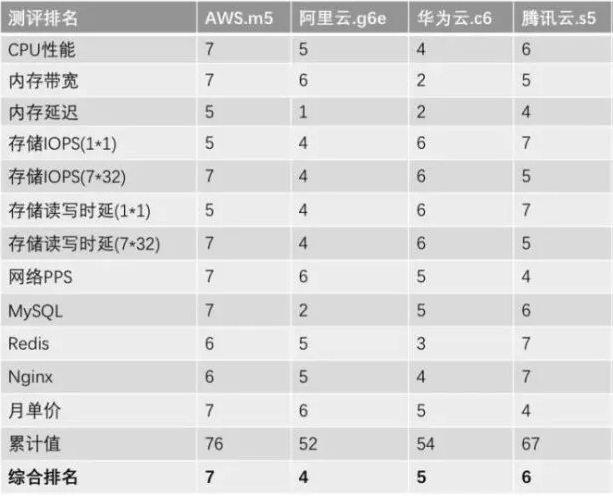 测评排名 AWS.m5 阿里云.g6e 华为云.c6 腾讯云.s5
CPU性能 7 5 4 6
内存带宽 7 6 2 5
内存延迟 5 1 2 4
存储IOPS(1*1) 5 4 6 7
存储IOPS(7*32) 7 4 6 5
存储读写时延(1*1) 5 4 6 7
存储读写时延(7*32) 7 4 6 5
网络PPS 7 6 5 4
MySQL 7 2 5 6
Redis 6 5 3 7
Nginx 6 5 4 7
月单价 7 6 5 4
累计值 76 52 54 67
综合排名 7 4 5 6